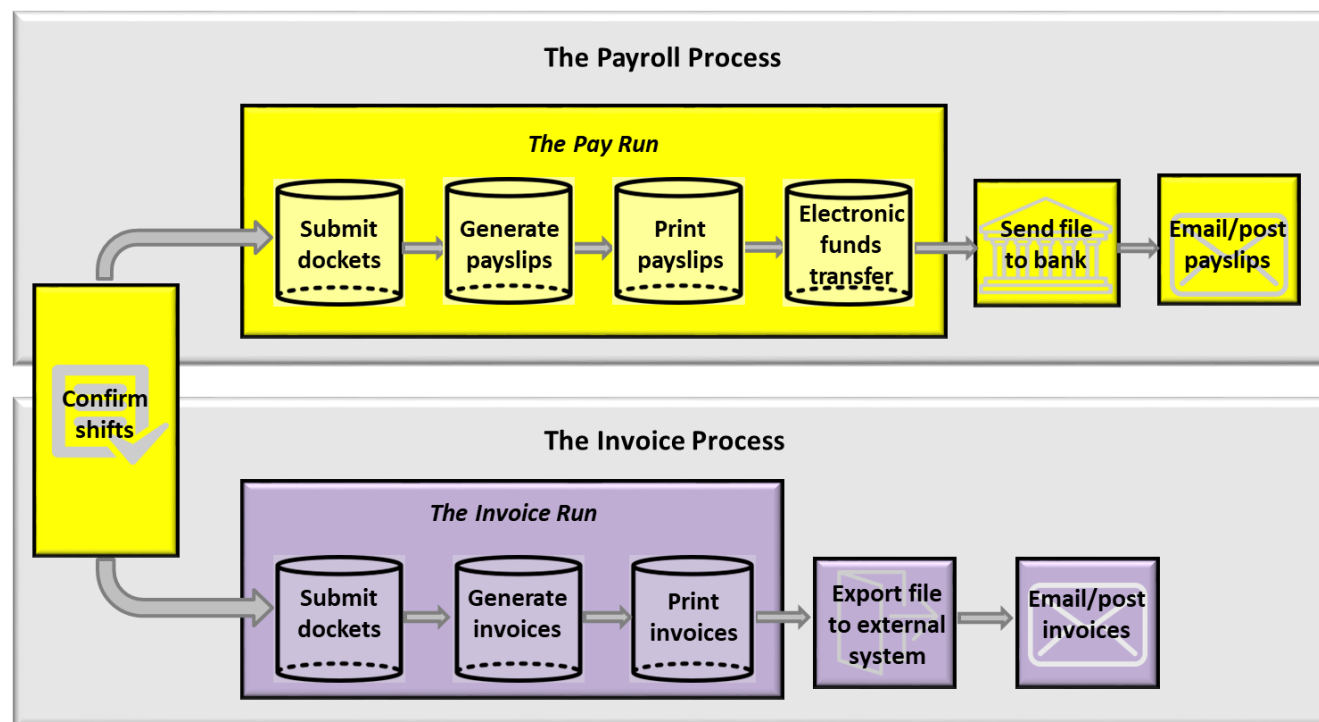 The Payroll Process
The Pay Run
Submit
dockets
Generate
payslips
Print
payslips
Electronic
funds
transfer
Send file
to bank
Email/post
payslips
Confirm
shifts
The Invoice Process
The Invoice Run
Submit
dockets
Generate
invoices
Print
invoices
Export file
to external
system
Email/post
invoices